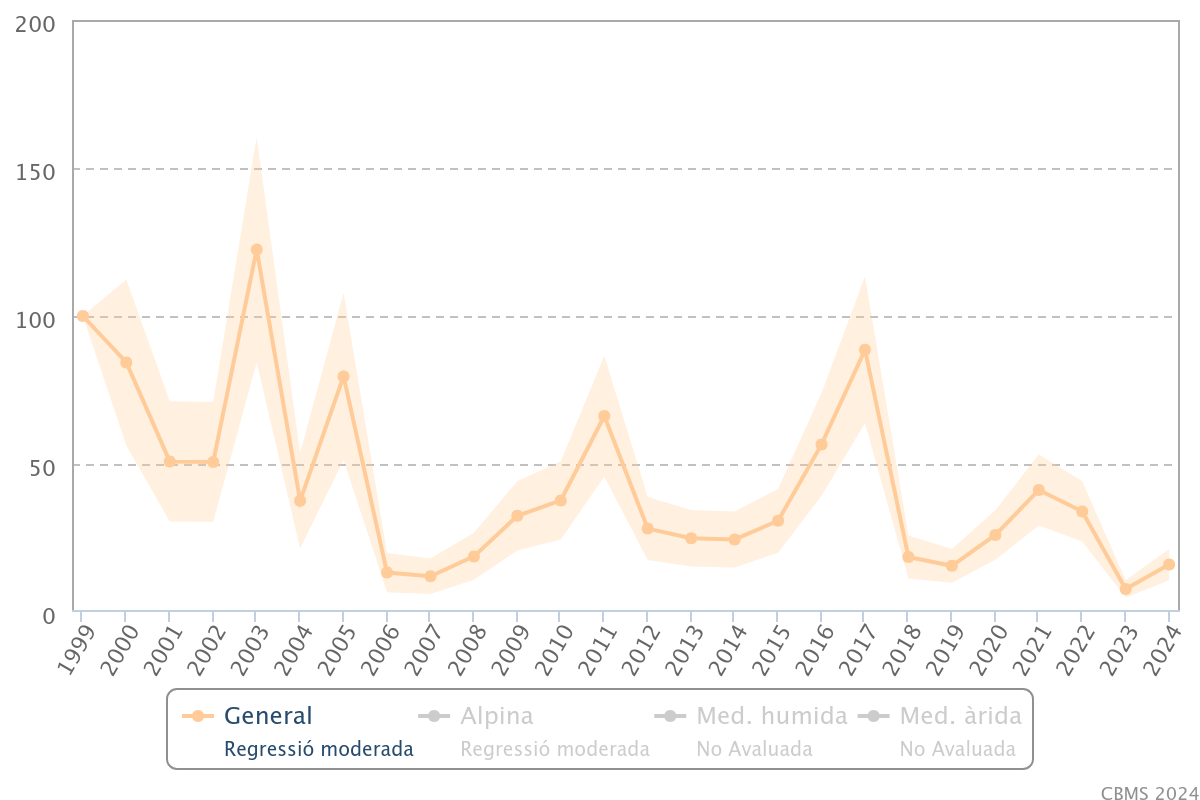 200
150
100
50
0
1999 2000 2001 2002 2003 2004 2005 2006 2007 2008 2009 2010 2011 2012 2013 2014 2015 2016 2017 2018 2019 2020 2021 2022 2023 2024
General Alpina Med. humida Med. àrida
Regressió moderada Regressió moderada No Avaluada No Avaluada
CBMS 2024